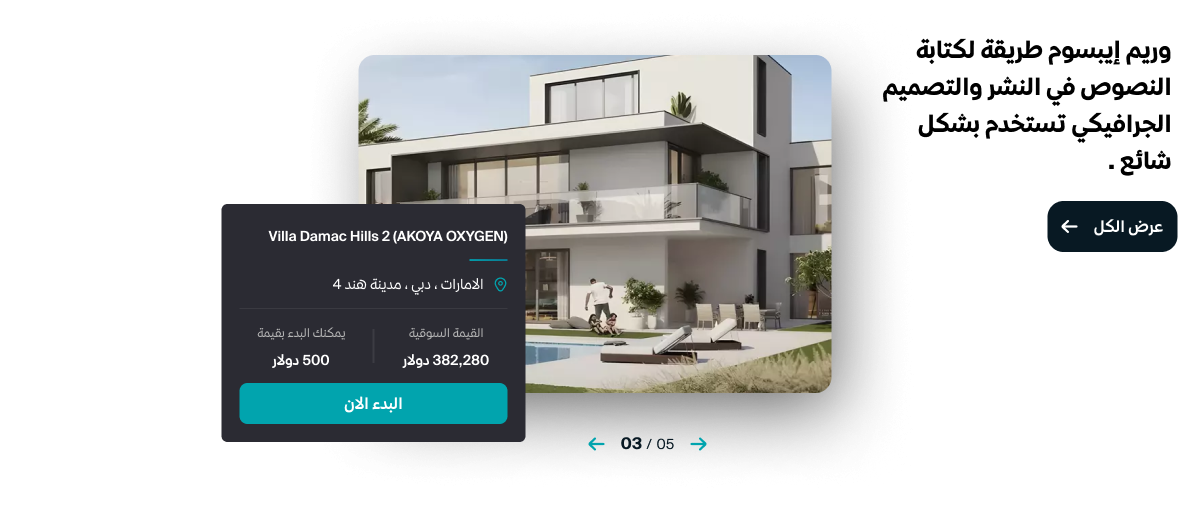 وريم إيبسوم طريقة لكتابة
النصوص في النشر والتصميم
الجرافيكي تستخدم بشكل
شائع .
عرض الكل
Villa Damac Hills 2 (AKOYA OXYGEN)
الامارات ، دبي ، مدينة هند 4
القيمة السوقية
382,280 دولار
يمكنك البدء بقيمة
500 دولار
البدء الان
03 / 05